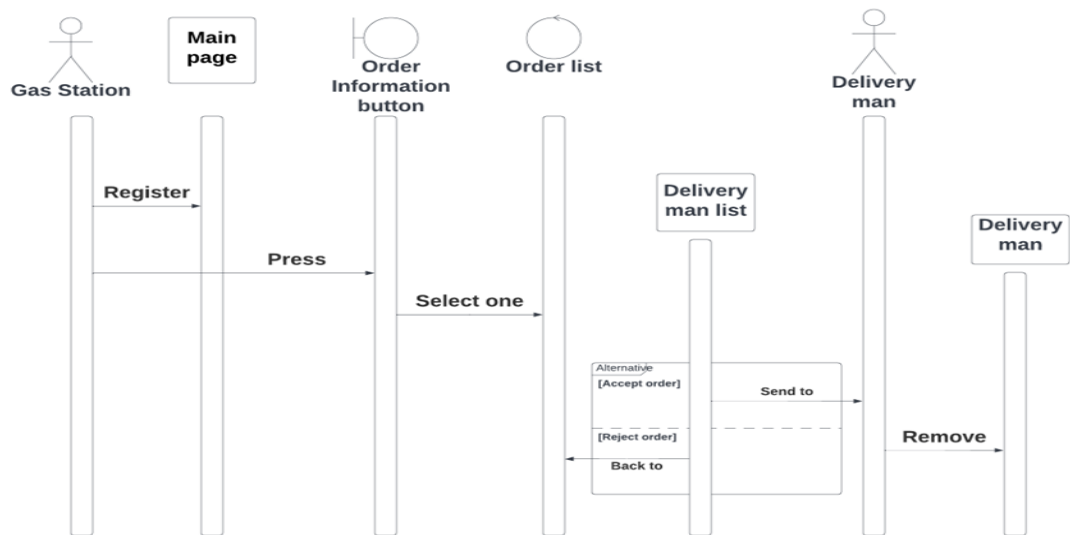 Gas Station
Main
page
Order
Information
button
Order list
Delivery
man
Delivery
man list
Delivery
man
Register
Press
Select one
Alternative
[Accept order]
Send to
[Reject order]
Back to
Remove